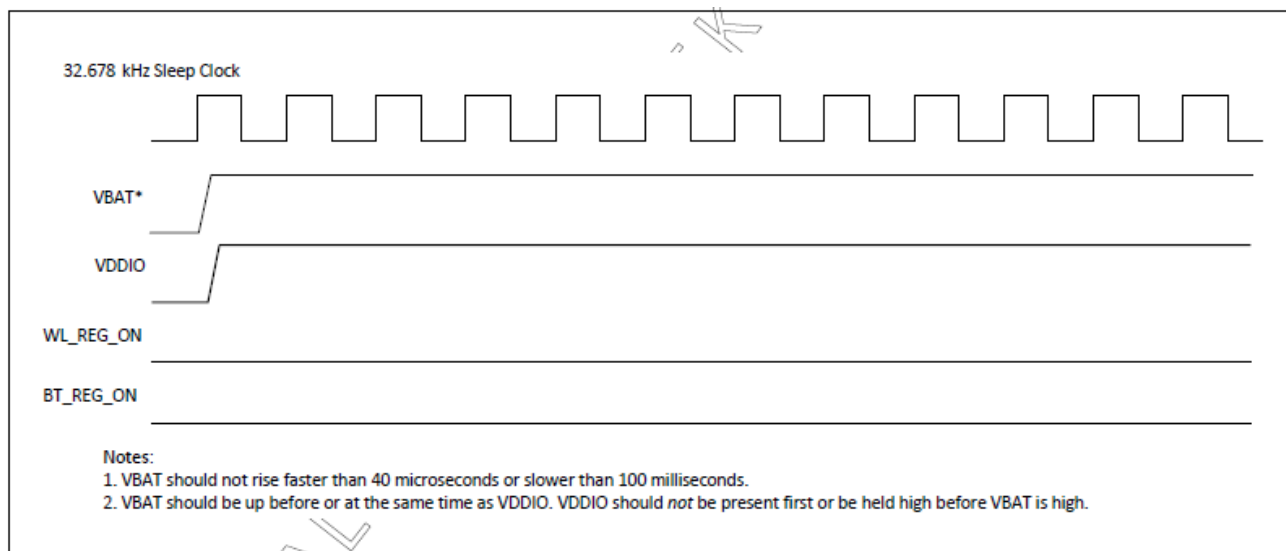 32.678 kHz Sleep Clock
VBAT*
VDDIO
WL_REG_ON
BT_REG_ON
Notes:
1. VBAT should not rise faster than 40 microseconds or slower than 100 milliseconds.
2. VBAT should be up before or at the same time as VDDIO. VDDIO should not be present first or be held high before VBAT is high.